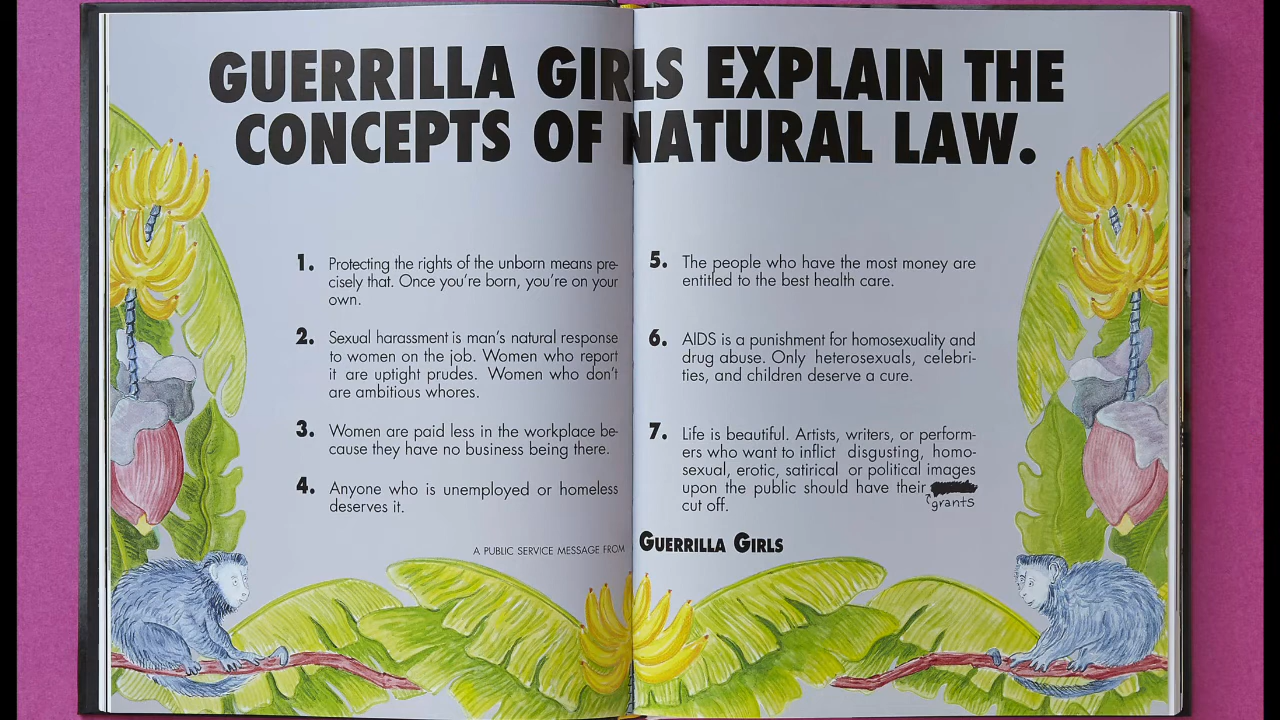 GUERRILLA GIRLS EXPLAIN THE
CONCEPTS OF NATURAL LAW.
1. Protecting the rights of the unborn means pre-
cisely that. Once you're born, you're on your
own.
2. Sexual harassment is man's natural response
to women on the job. Women who report
it are uptight prudes. Women who don't
are ambitious whores.
3. Women are paid less in the workplace be-
cause they have no business being there.
4. Anyone who is unemployed or homeless
deserves it.
5. The people who have the most money are
entitled to the best health care.
6. AIDS is a punishment for homosexuality and
drug abuse. Only heterosexuals, celebri-
ties, and children deserve a cure.
7. Life is beautiful. Artists, writers, or perform-
ers who want to inflict disgusting, homo-
sexual, erotic, satirical or political images
upon the public should have their
grants
cut off.
A PUBLIC SERVICE MESSAGE FROM GUERRILLA GIRLS